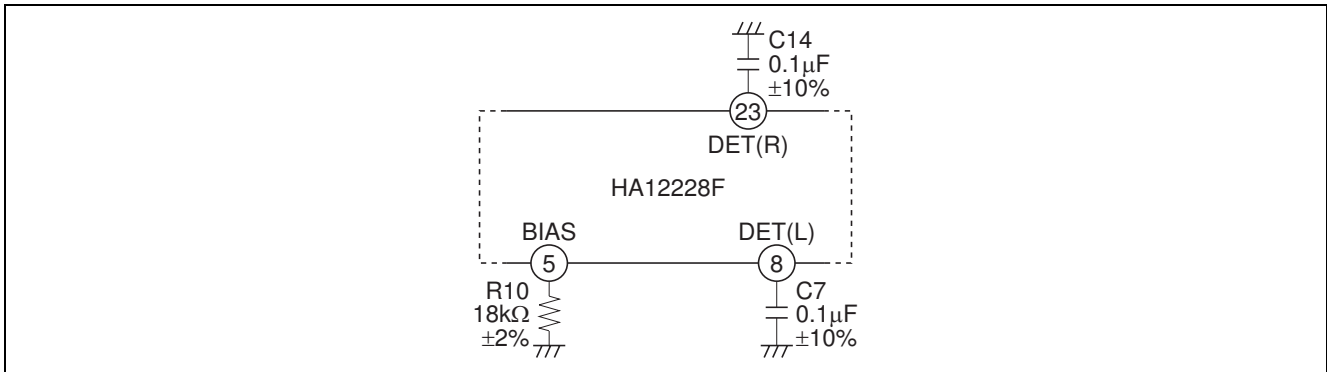 C14
0.1µF
±10%
23
DET(R)
HA12228F
BIAS
DET(L)
5
8
R10
18kΩ
±2%
C7
0.1µF
±10%